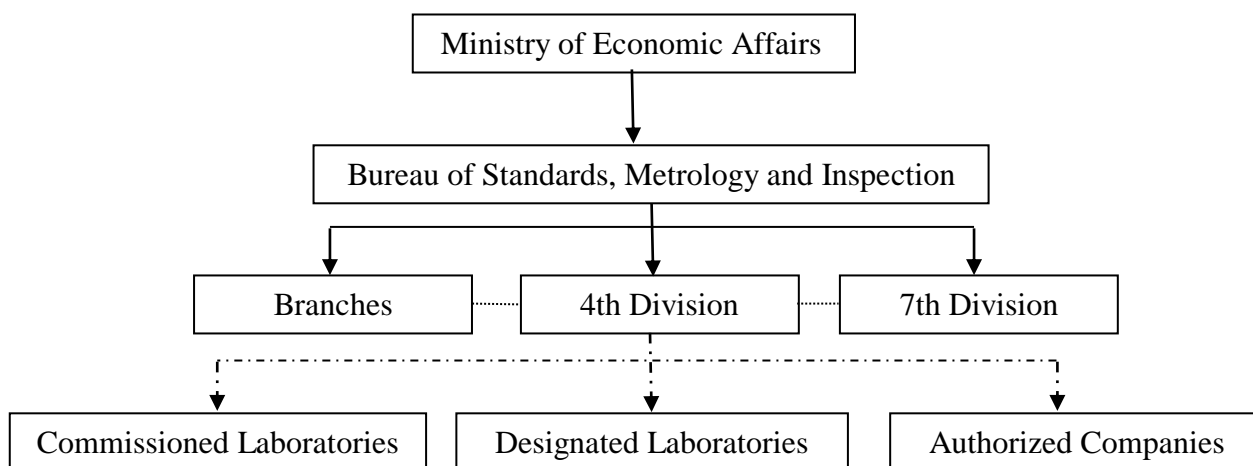 Ministry of Economic Affairs
Bureau of Standards, Metrology and Inspection
Branches
4th Division
7th Division
Commissioned Laboratories
Designated Laboratories
Authorized Companies